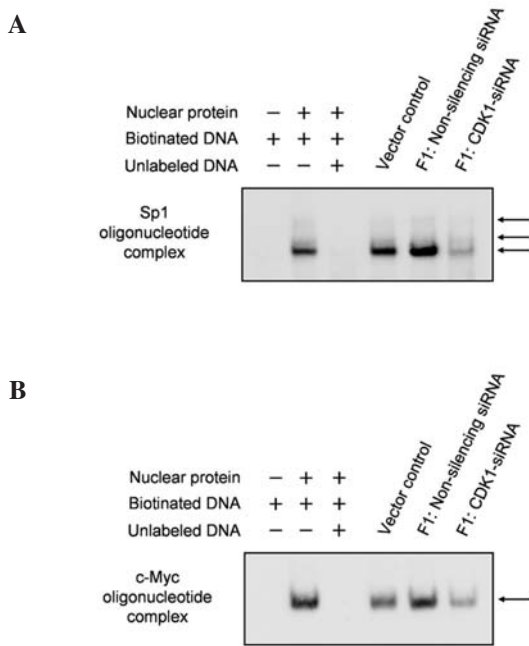 A
Nuclear protein − + +
Biotinated DNA + + +
Unlabeled DNA − − +
Vector control
F1: Non-silencing siRNA
F1: CDK1-siRNA
Sp1
oligonucleotide
complex
B
Nuclear protein − + +
Biotinated DNA + + +
Unlabeled DNA − − +
Vector control
F1: Non-silencing siRNA
F1: CDK1-siRNA
c-Myc
oligonucleotide
complex